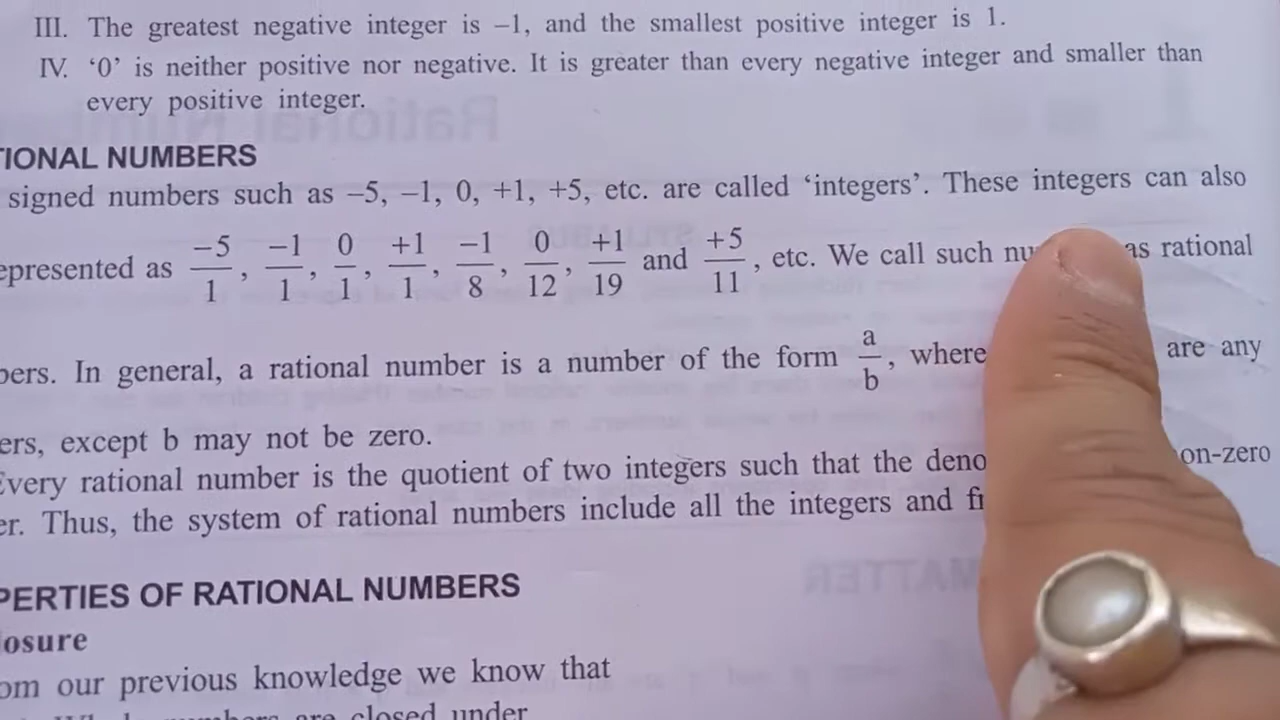 III. The greatest negative integer is –1, and the smallest positive integer is 1.
IV. ‘0’ is neither positive nor negative. It is greater than every negative integer and smaller than
every positive integer.
TIONAL NUMBERS
signed numbers such as –5, –1, 0, +1, +5, etc. are called ‘integers’. These integers can also
epresented as –5/1, –1/1, 0/1, +1/1, –1/8, 0/12, +1/19 and +5/11, etc. We call such nu as rational
bers. In general, a rational number is a number of the form a/b, where are any
ers, except b may not be zero.
Every rational number is the quotient of two integers such that the deno on-zero
er. Thus, the system of rational numbers include all the integers and
PERTIES OF RATIONAL NUMBERS
losure
om our previous knowledge we know that
numbers are closed under